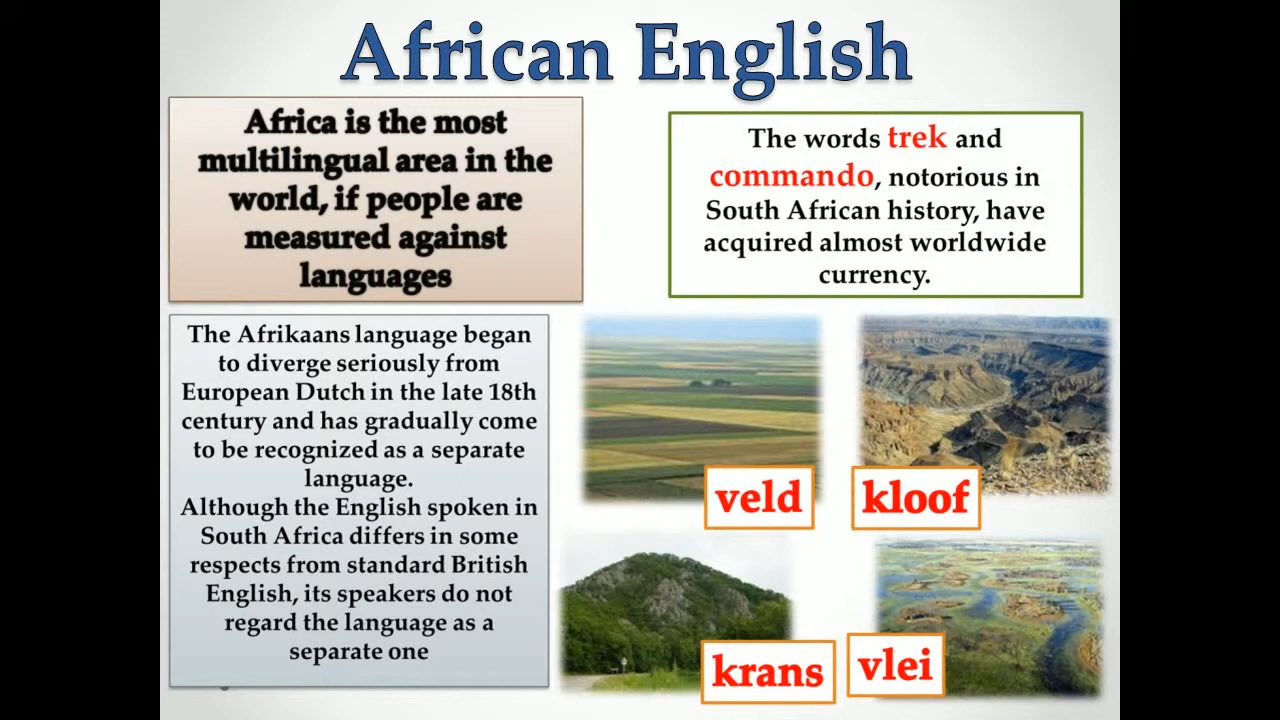 African English
Africa is the most
multilingual area in the
world, if people are
measured against
languages
The words trek and
commando, notorious in
South African history, have
acquired almost worldwide
currency.
The Afrikaans language began
to diverge seriously from
European Dutch in the late 18th
century and has gradually come
to be recognized as a separate
language.
Although the English spoken in
South Africa differs in some
respects from standard British
English, its speakers do not
regard the language as a
separate one
veld
kloof
krans
vlei